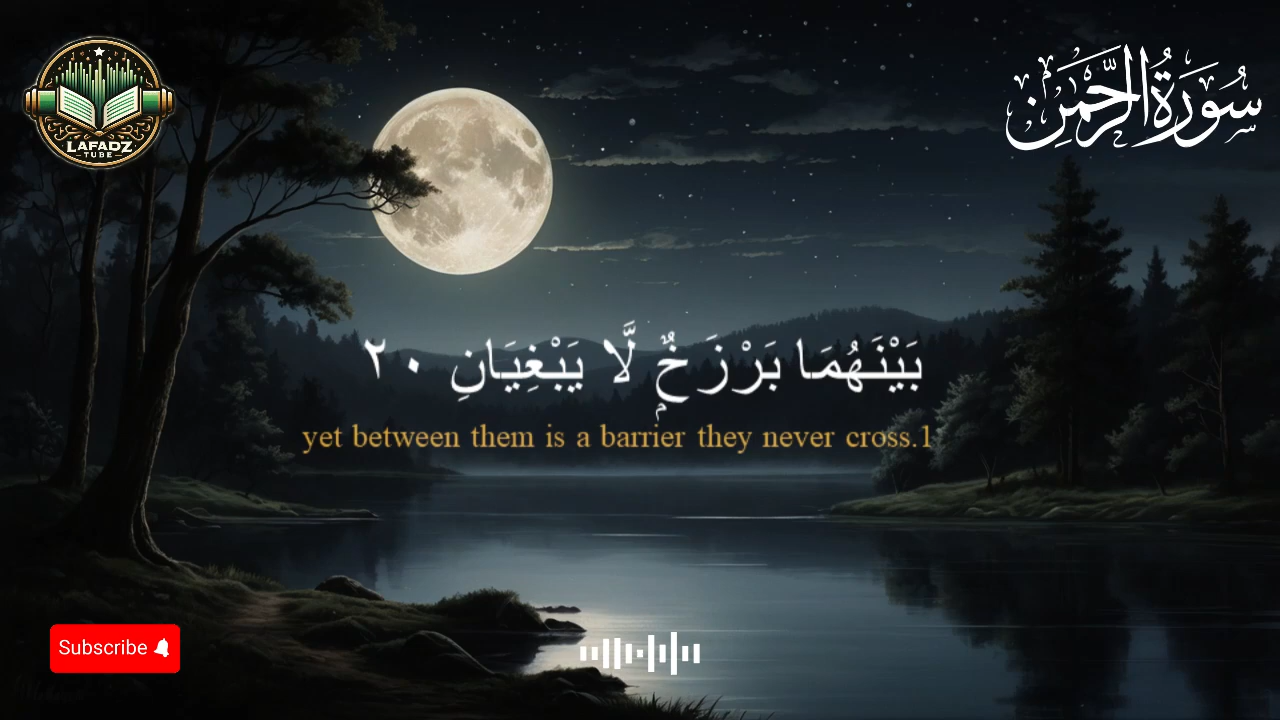 LAFADZ
TUBE
سُورَةُ الرَّحْمَٰن
بَيْنَهُمَا بَرْزَخٌۭ لَّا يَبْغِيَانِ ٢٠
yet between them is a barrier they never cross.1
Subscribe